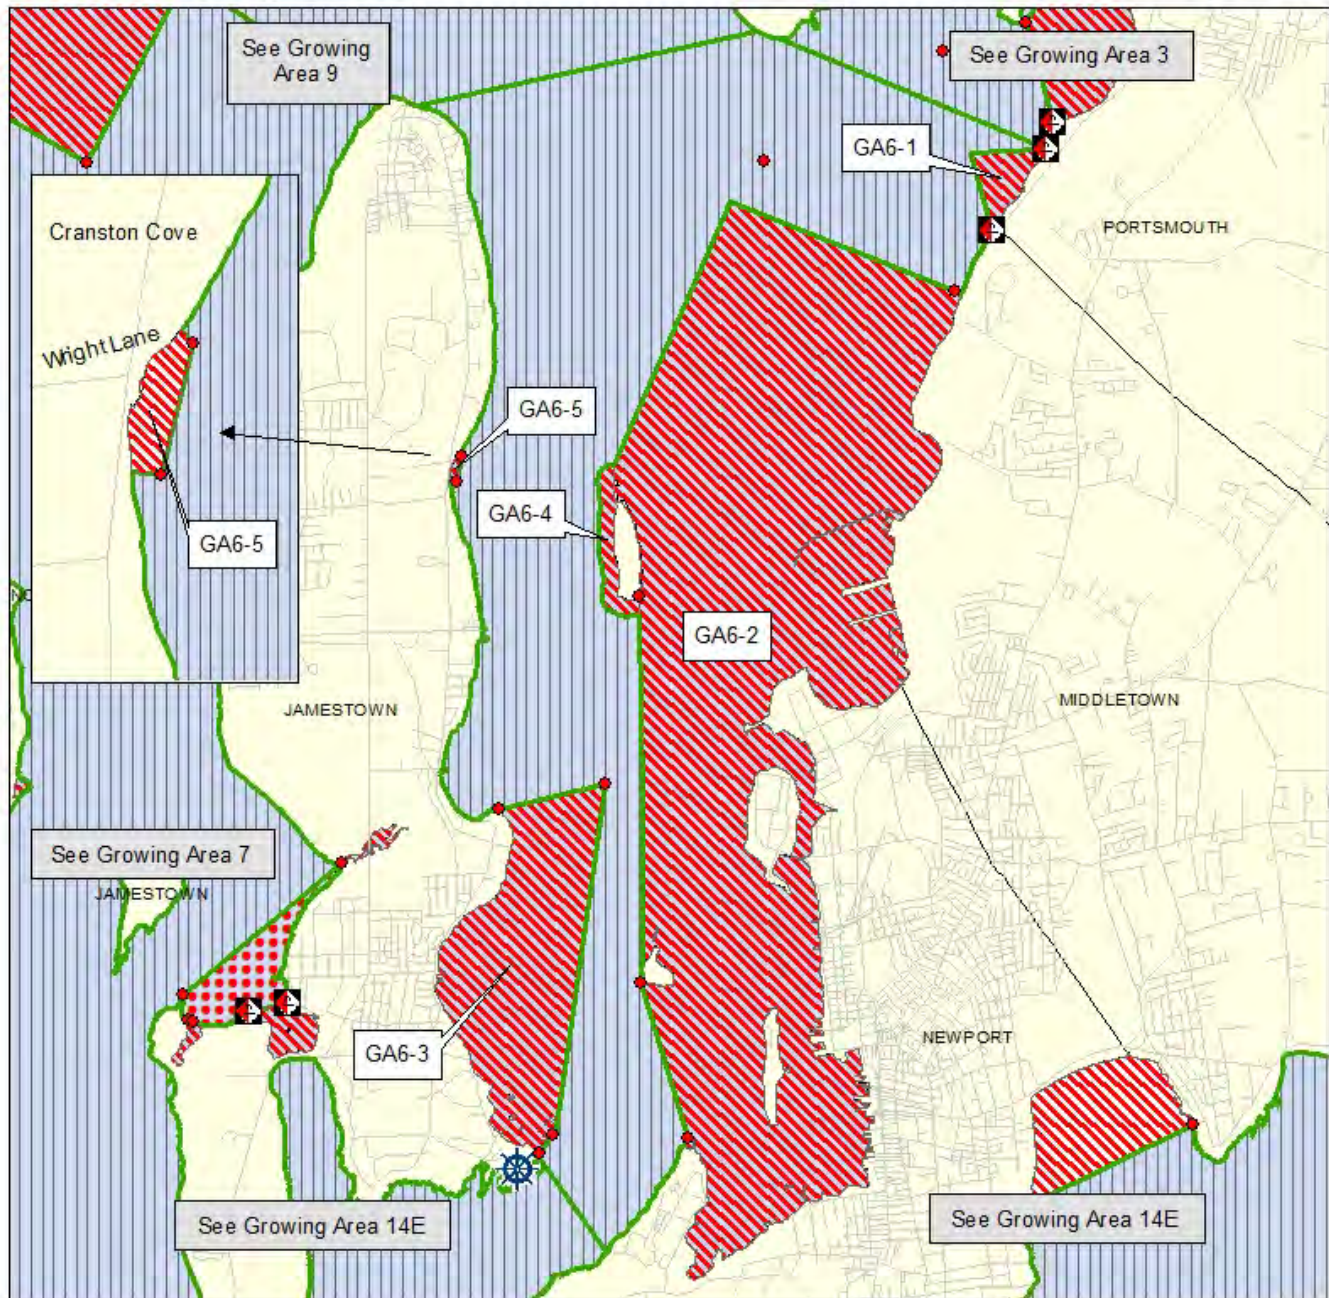 See Growing
Area 9
See Growing Area 3
GA6-1
PORTSMOUTH
Cranston Cove
Wright Lane
GA6-5
GA6-5
GA6-4
GA6-2
JAMESTOWN
MIDDLETOWN
See Growing Area 7
JAMESTOWN
NEWPORT
GA6-3
See Growing Area 14E
See Growing Area 14E